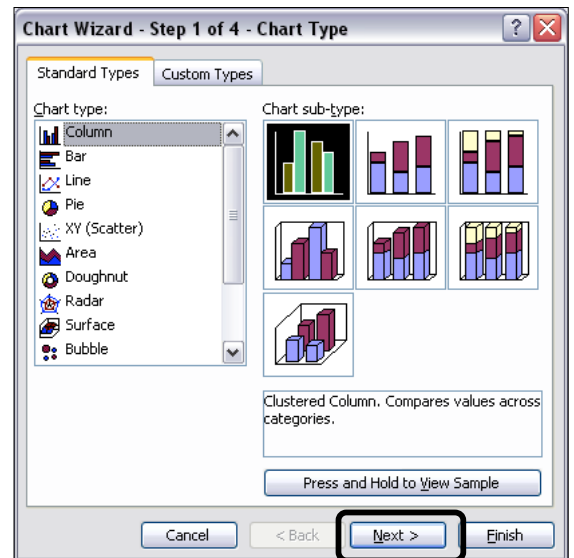 Chart Wizard - Step 1 of 4 - Chart Type
Standard Types
Custom Types
Chart type:
Column
Bar
Line
Pie
XY (Scatter)
Area
Doughnut
Radar
Surface
Bubble
Chart sub-type:
Clustered Column. Compares values across
categories.
Press and Hold to View Sample
Cancel
< Back
Next >
Finish